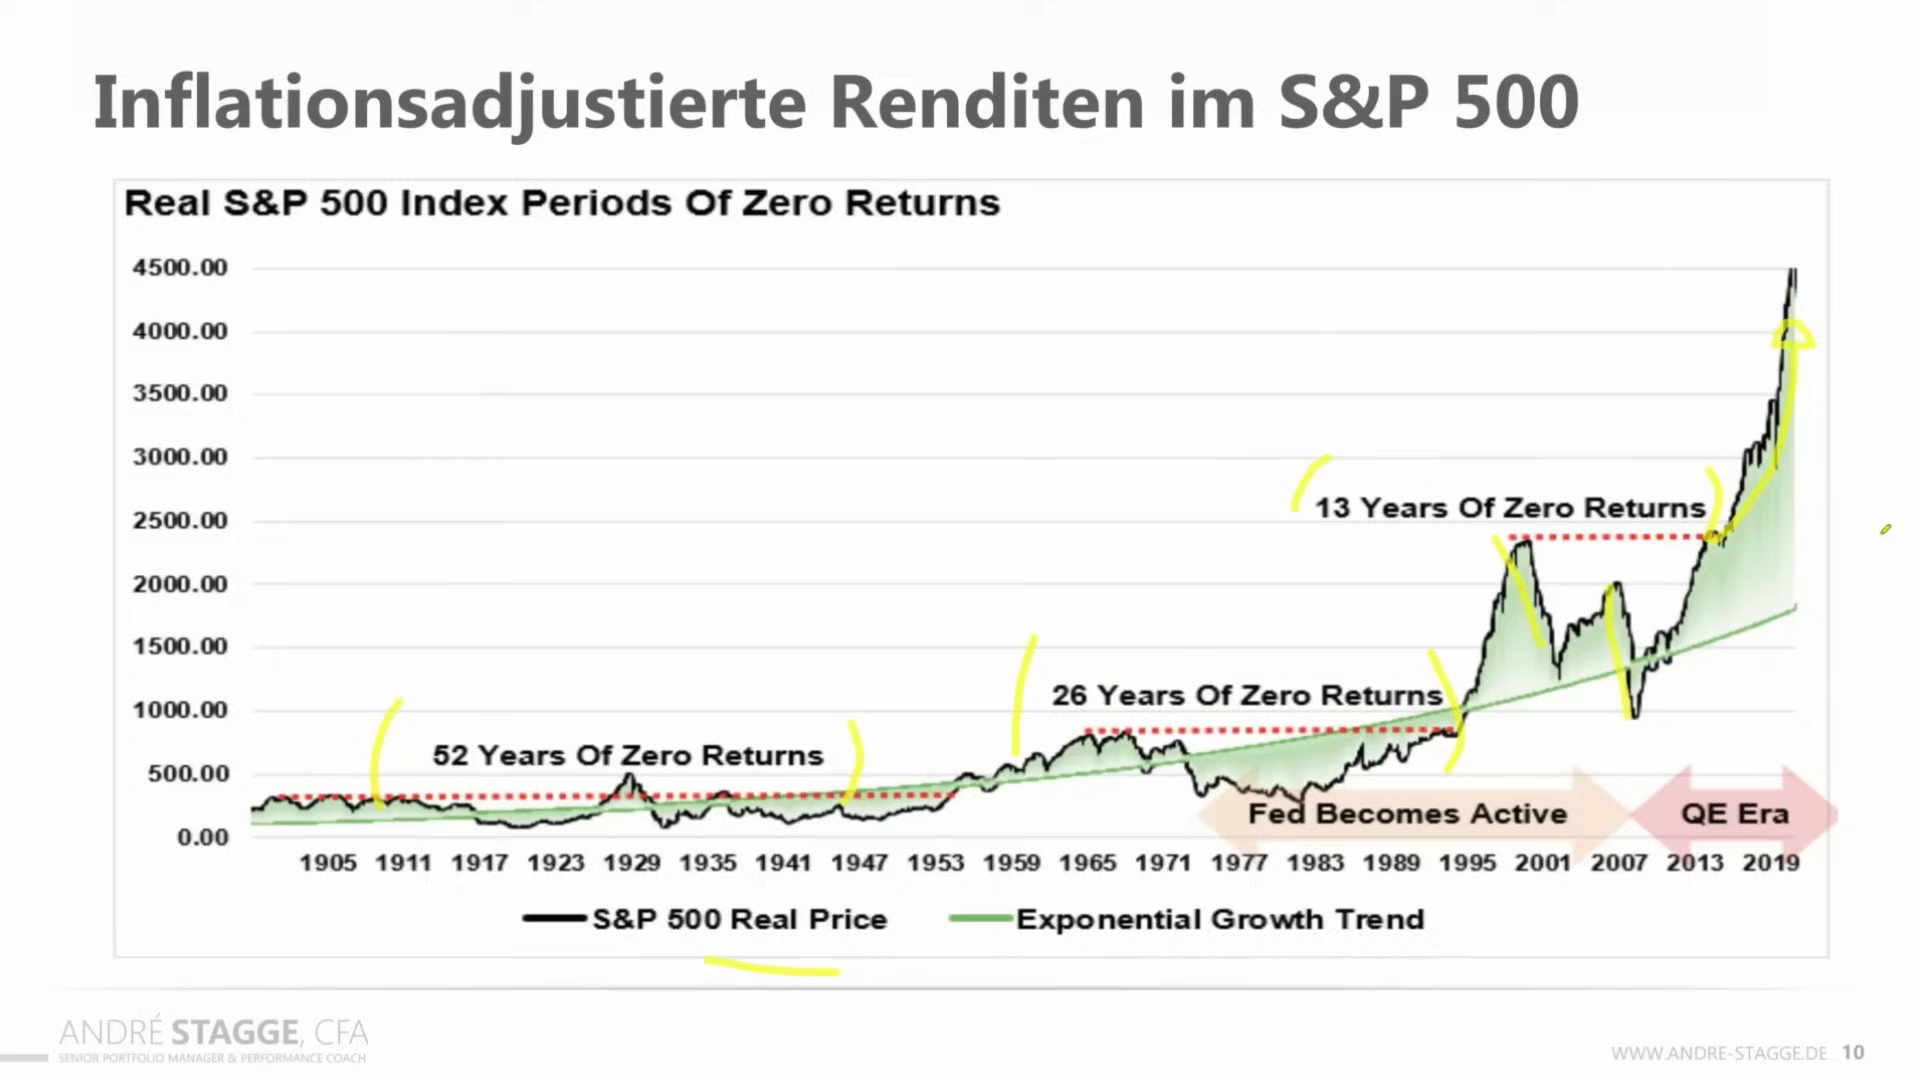 Inflationsadjustierte Renditen im S&P 500
Real S&P 500 Index Periods Of Zero Returns
4500.00
4000.00
3500.00
3000.00
2500.00
2000.00
1500.00
1000.00
500.00
0.00
13 Years Of Zero Returns
26 Years Of Zero Returns
52 Years Of Zero Returns
Fed Becomes Active
QE Era
1905 1911 1917 1923 1929 1935 1941 1947 1953 1959 1965 1971 1977 1983 1989 1995 2001 2007 2013 2019
S&P 500 Real Price
Exponential Growth Trend
ANDRÉ STAGGE, CFA
SENIOR PORTFOLIO MANAGER & PERFORMANCE COACH
WWW.ANDRE-STAGGE.DE 10